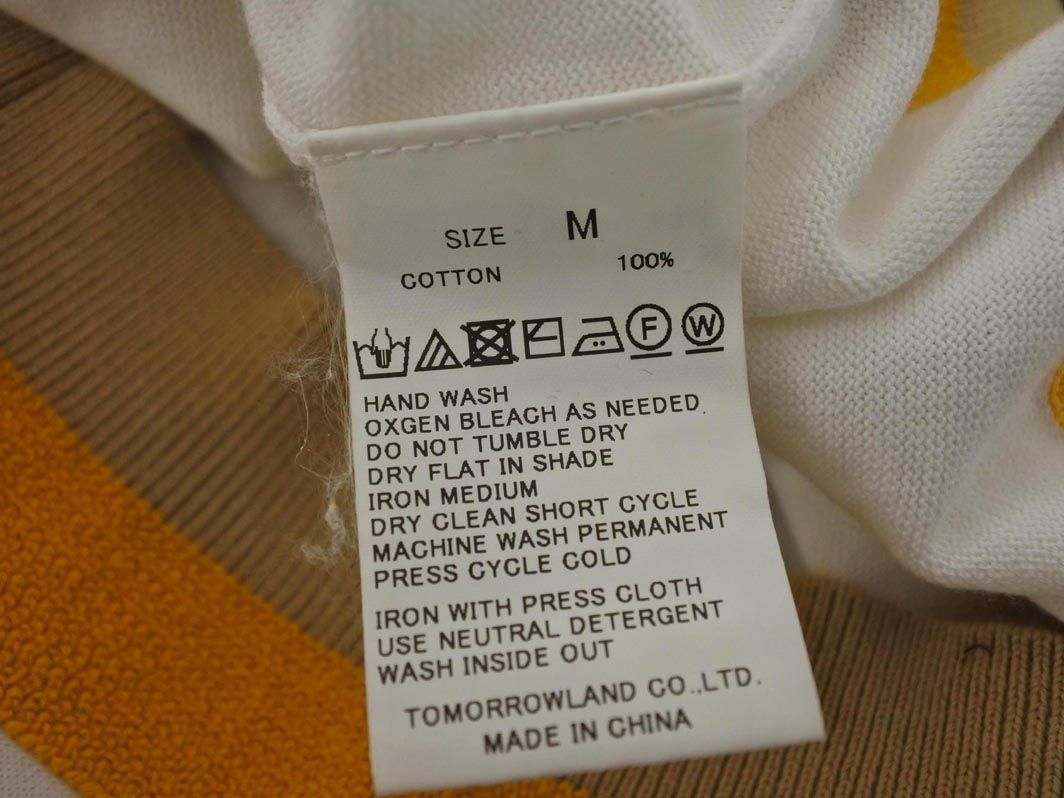 SIZE M
COTTON 100%
F W
HAND WASH
OXGEN BLEACH AS NEEDED.
DO NOT TUMBLE DRY
DRY FLAT IN SHADE
IRON MEDIUM
DRY CLEAN SHORT CYCLE
MACHINE WASH PERMANENT
PRESS CYCLE COLD
IRON WITH PRESS CLOTH
USE NEUTRAL DETERGENT
WASH INSIDE OUT
TOMORROWLAND CO.,LTD.
MADE IN CHINA